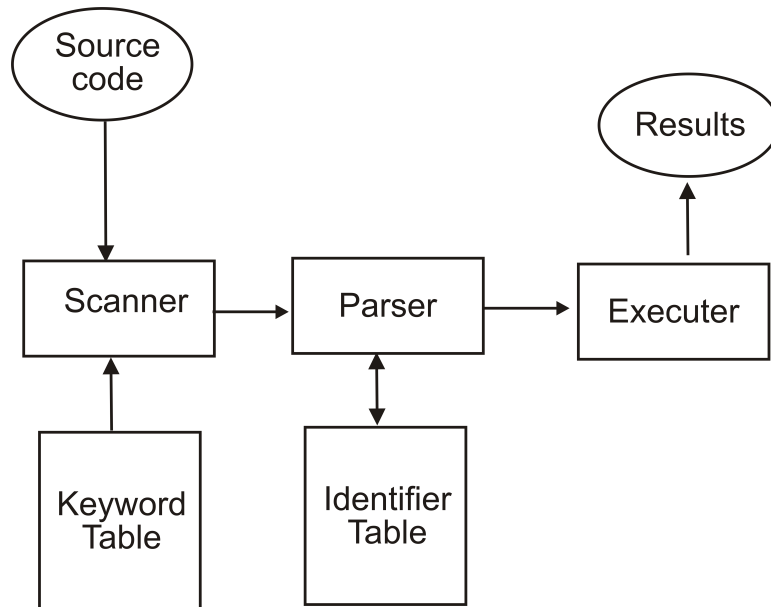 Source
code
Results
Scanner
Parser
Executer
Keyword
Table
Identifier
Table